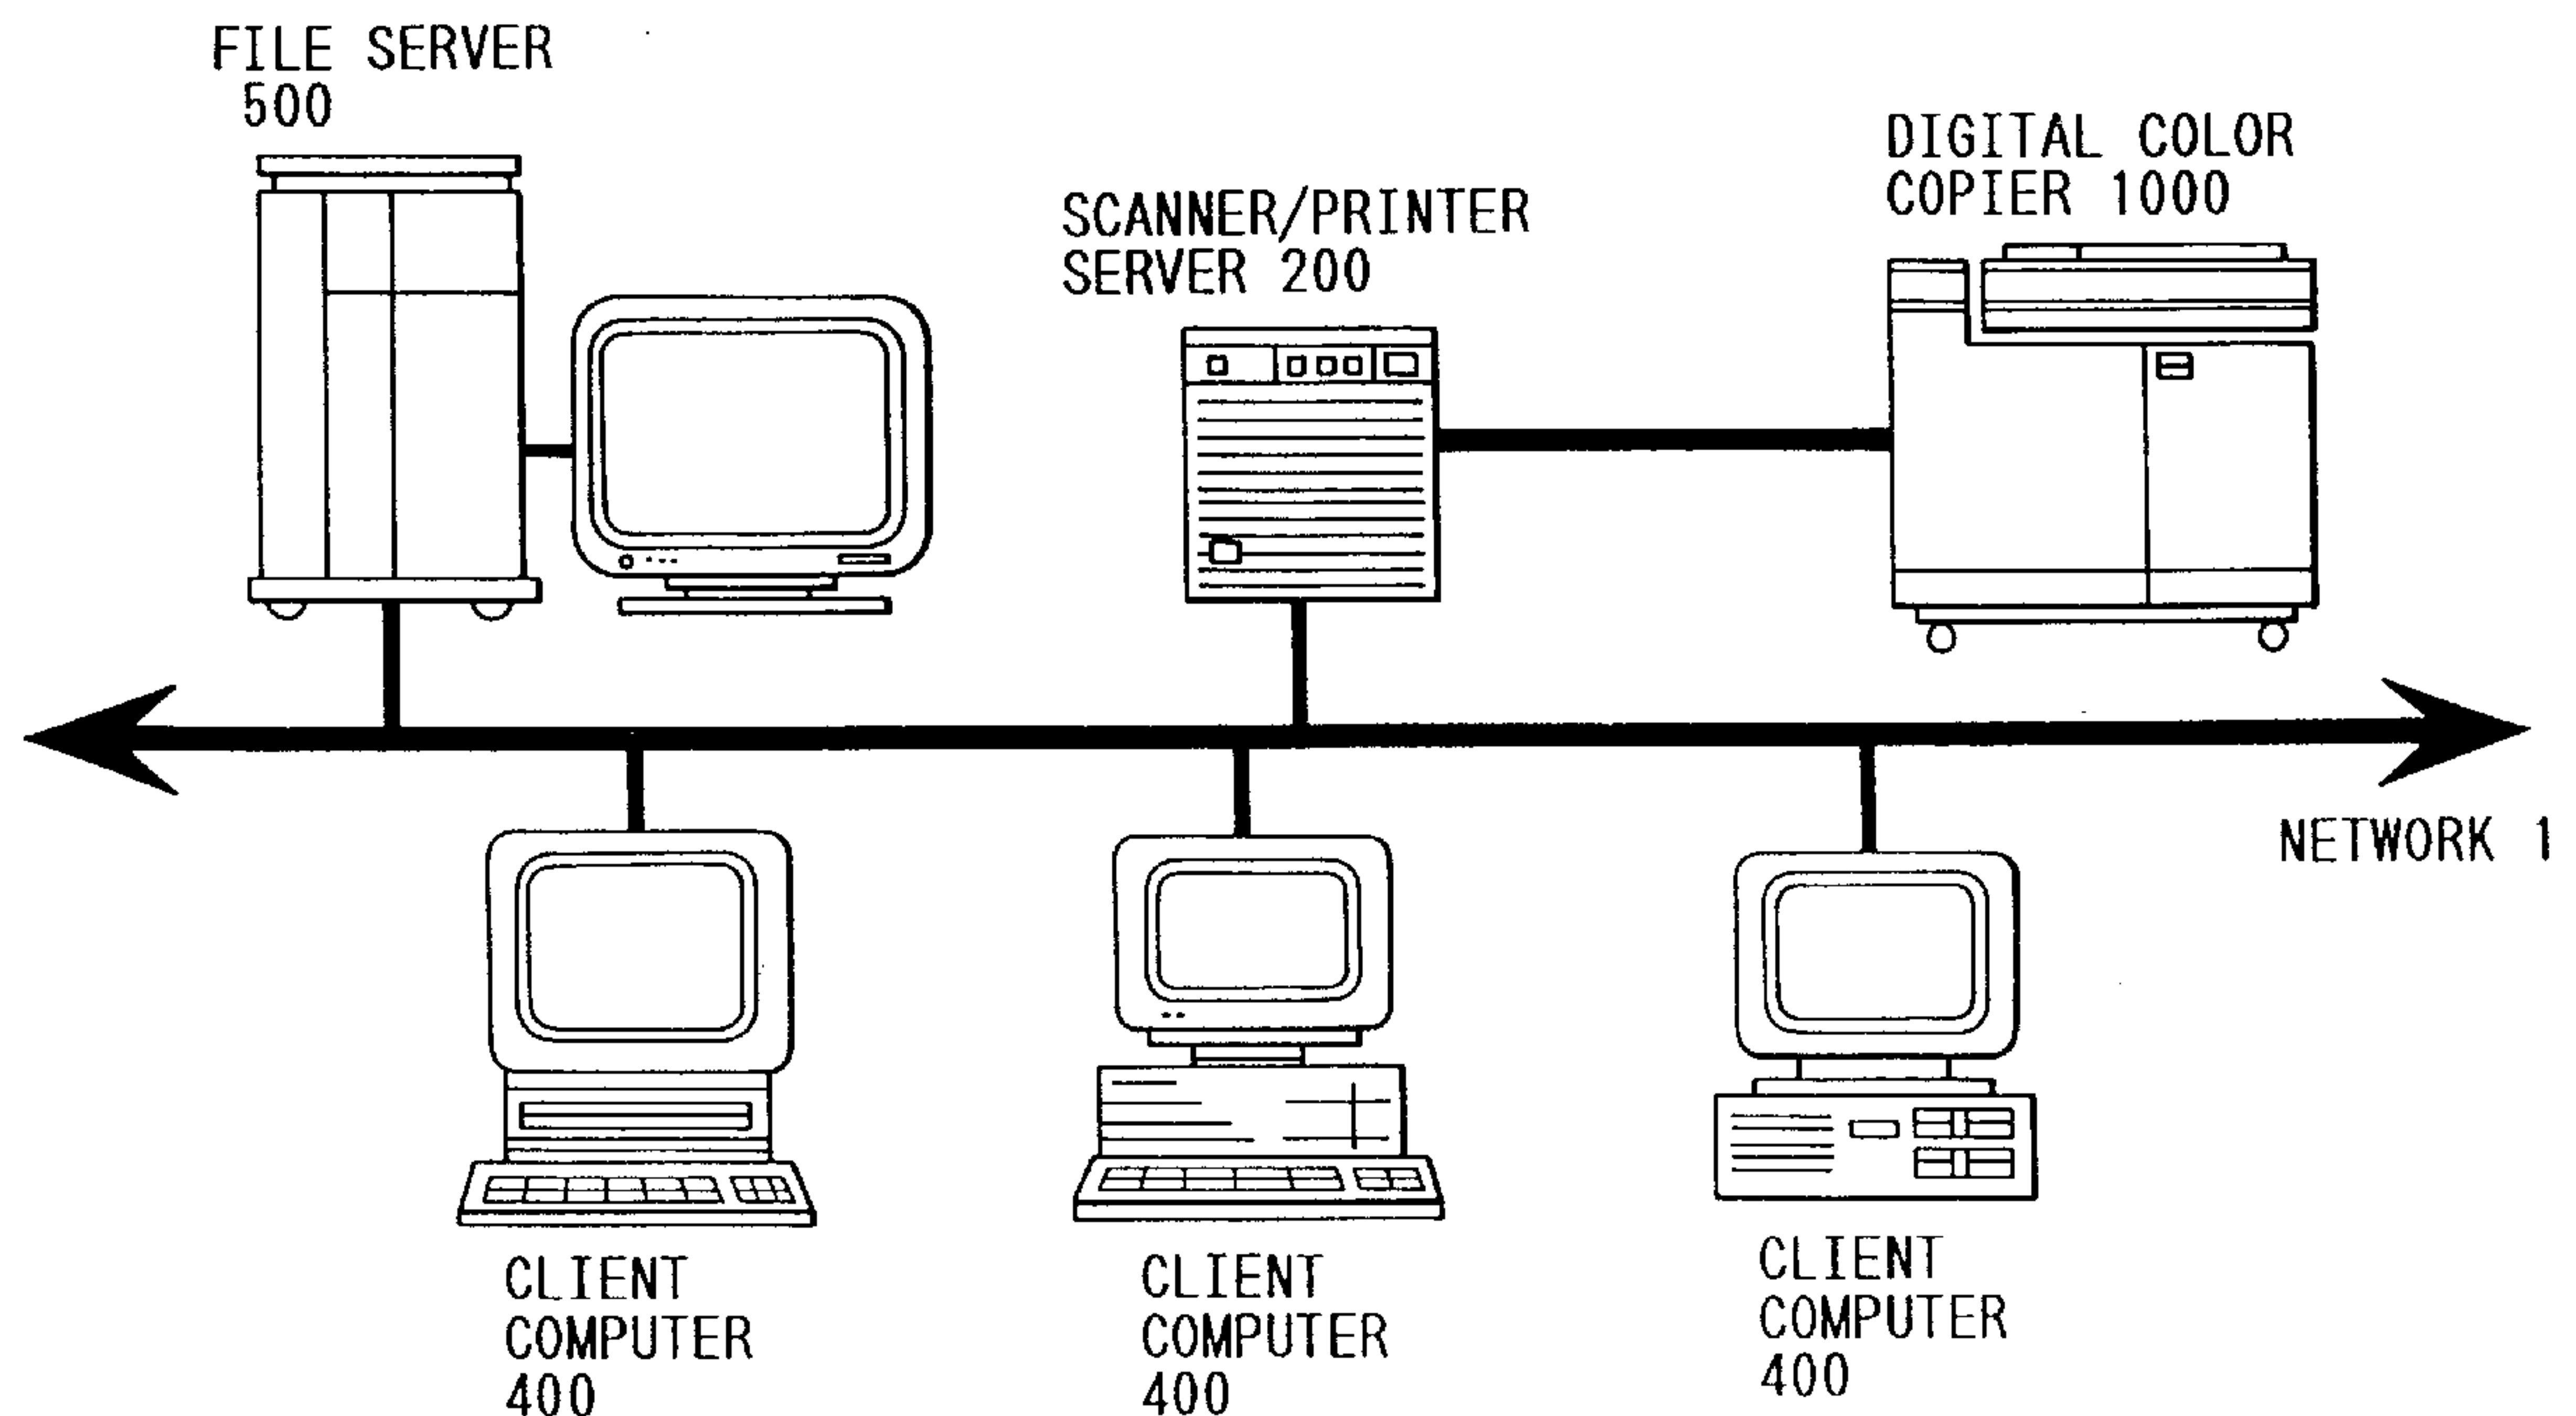 FILE SERVER
500
SCANNER/PRINTER
SERVER 200
DIGITAL COLOR
COPIER 1000
NETWORK 1
CLIENT
COMPUTER
400
CLIENT
COMPUTER
400
CLIENT
COMPUTER
400